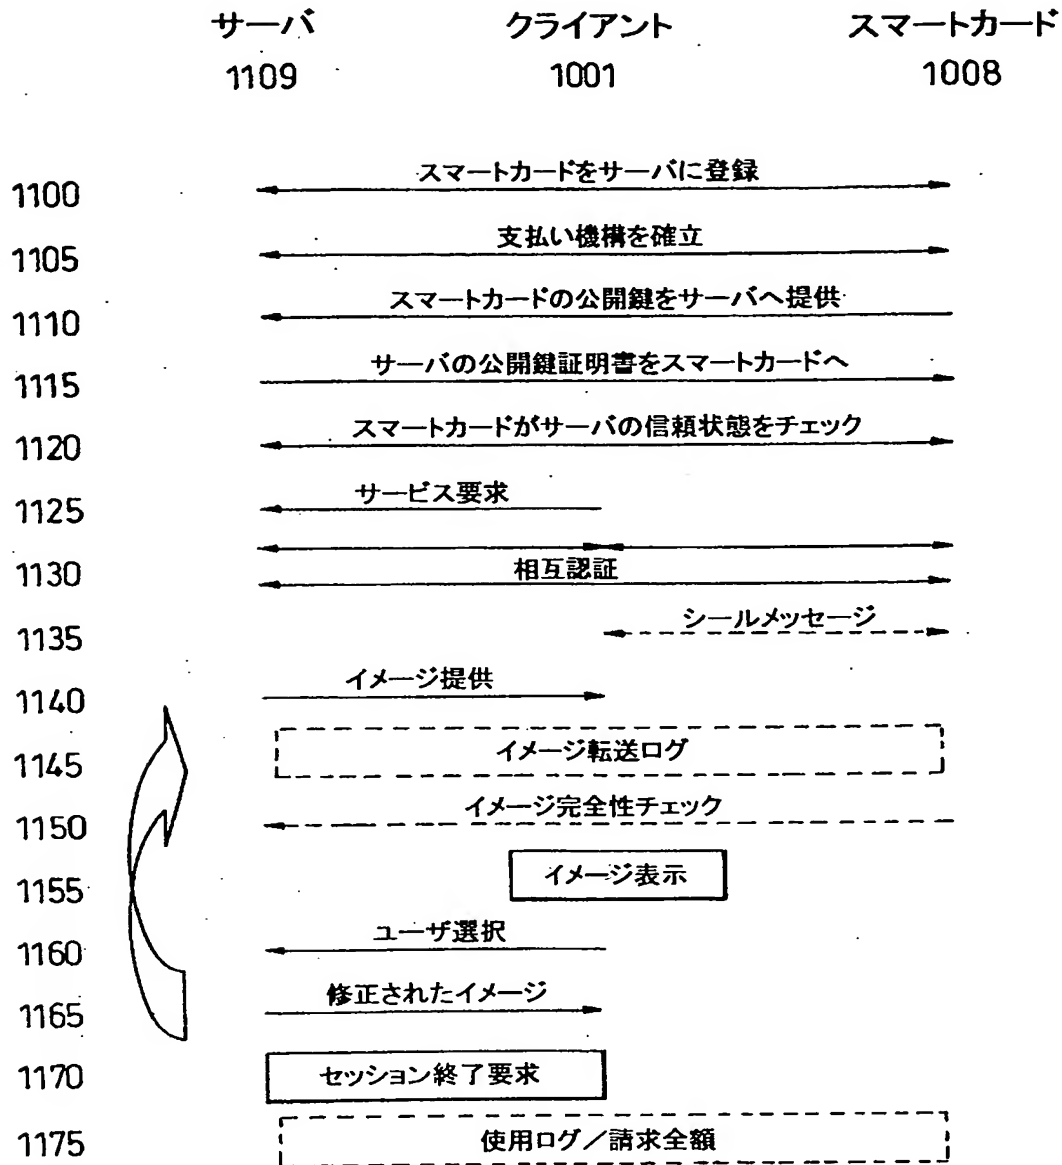 サーバ クライアント スマートカード
1109 1001 1008
1100 スマートカードをサーバに登録
1105 支払い機構を確立
1110 スマートカードの公開鍵をサーバへ提供
1115 サーバの公開鍵証明書をスマートカードへ
1120 スマートカードがサーバの信頼状態をチェック
1125 サービス要求
1130 相互認証
1135 シールメッセージ
1140 イメージ提供
1145 イメージ転送ログ
1150 イメージ完全性チェック
1155 イメージ表示
1160 ユーザ選択
1165 修正されたイメージ
1170 セッション終了要求
1175 使用ログ／請求全額